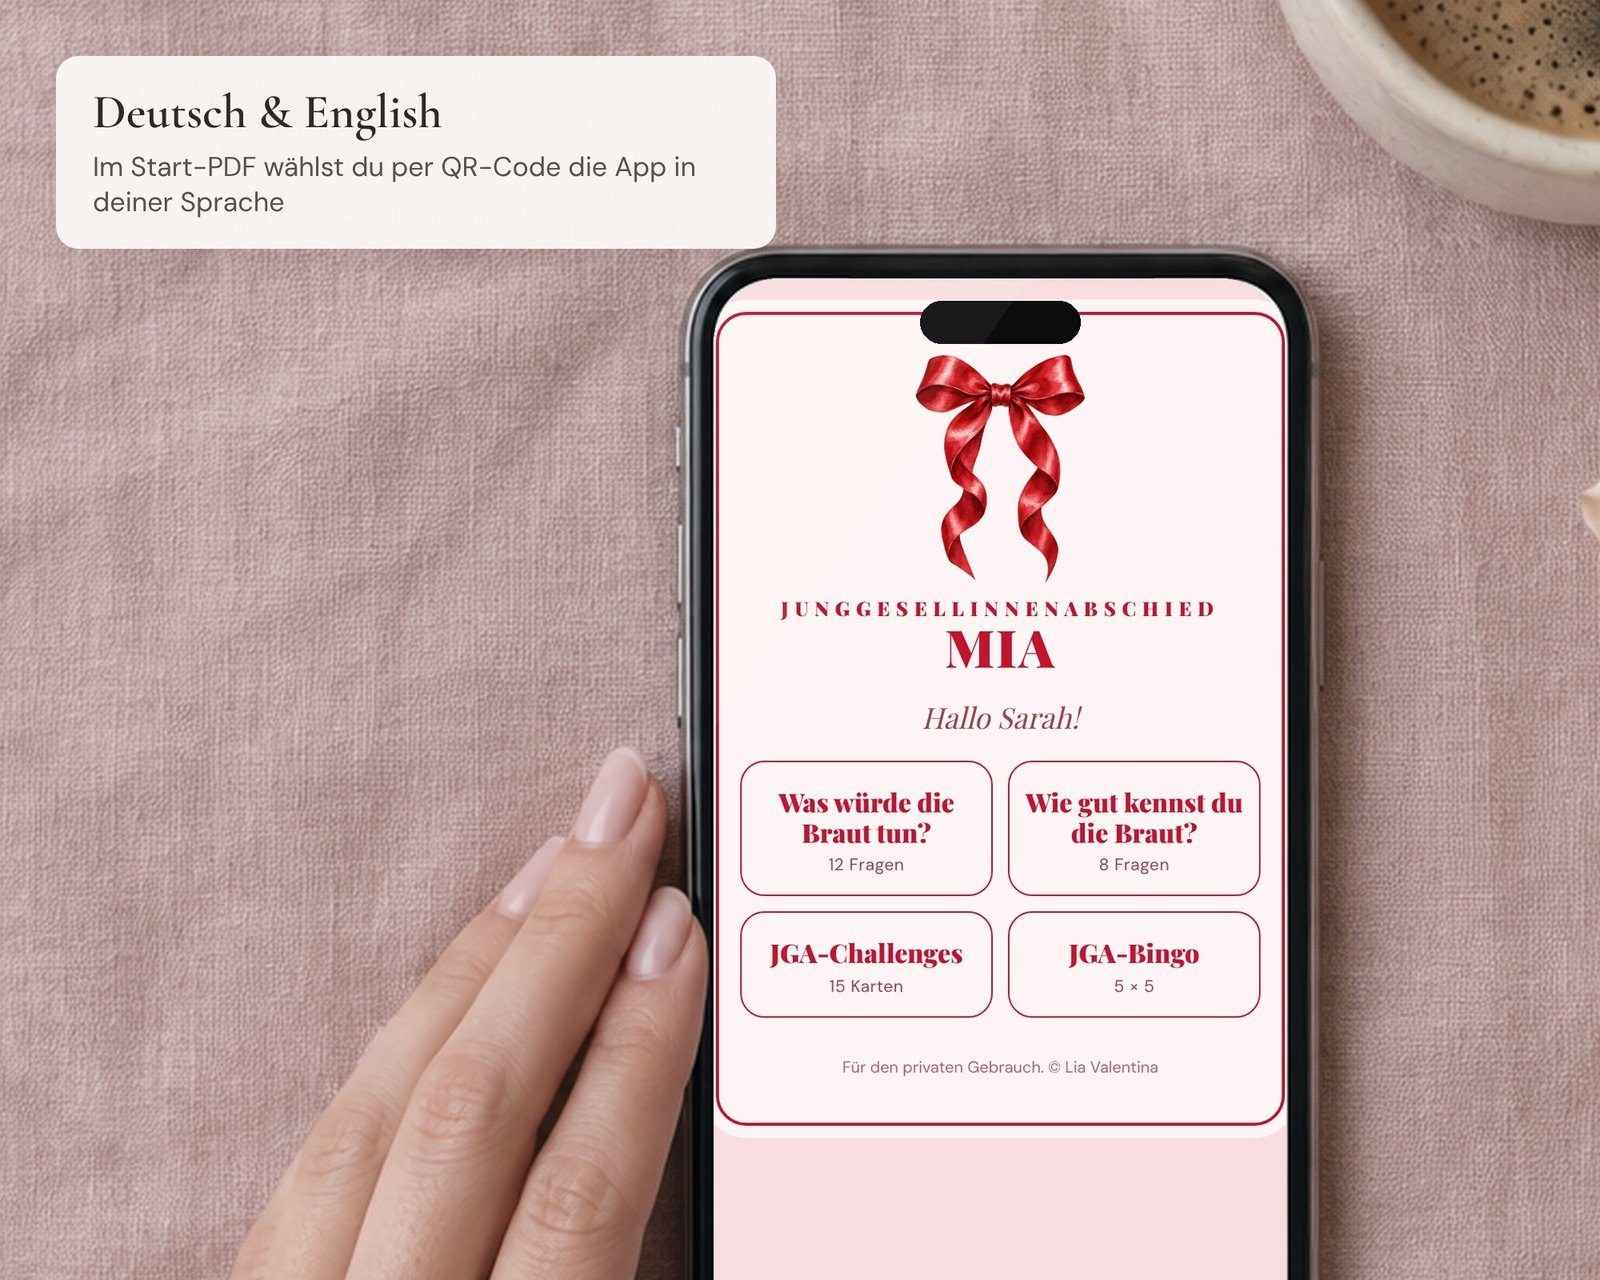 Deutsch & English
Im Start-PDF wählst du per QR-Code die App in
deiner Sprache
JUNGGESELLINNENABSCHIED
MIA
Hallo Sarah!
Was würde die
Braut tun?
12 Fragen
Wie gut kennst du
die Braut?
8 Fragen
JGA-Challenges
15 Karten
JGA-Bingo
5 × 5
Für den privaten Gebrauch. © Lia Valentina